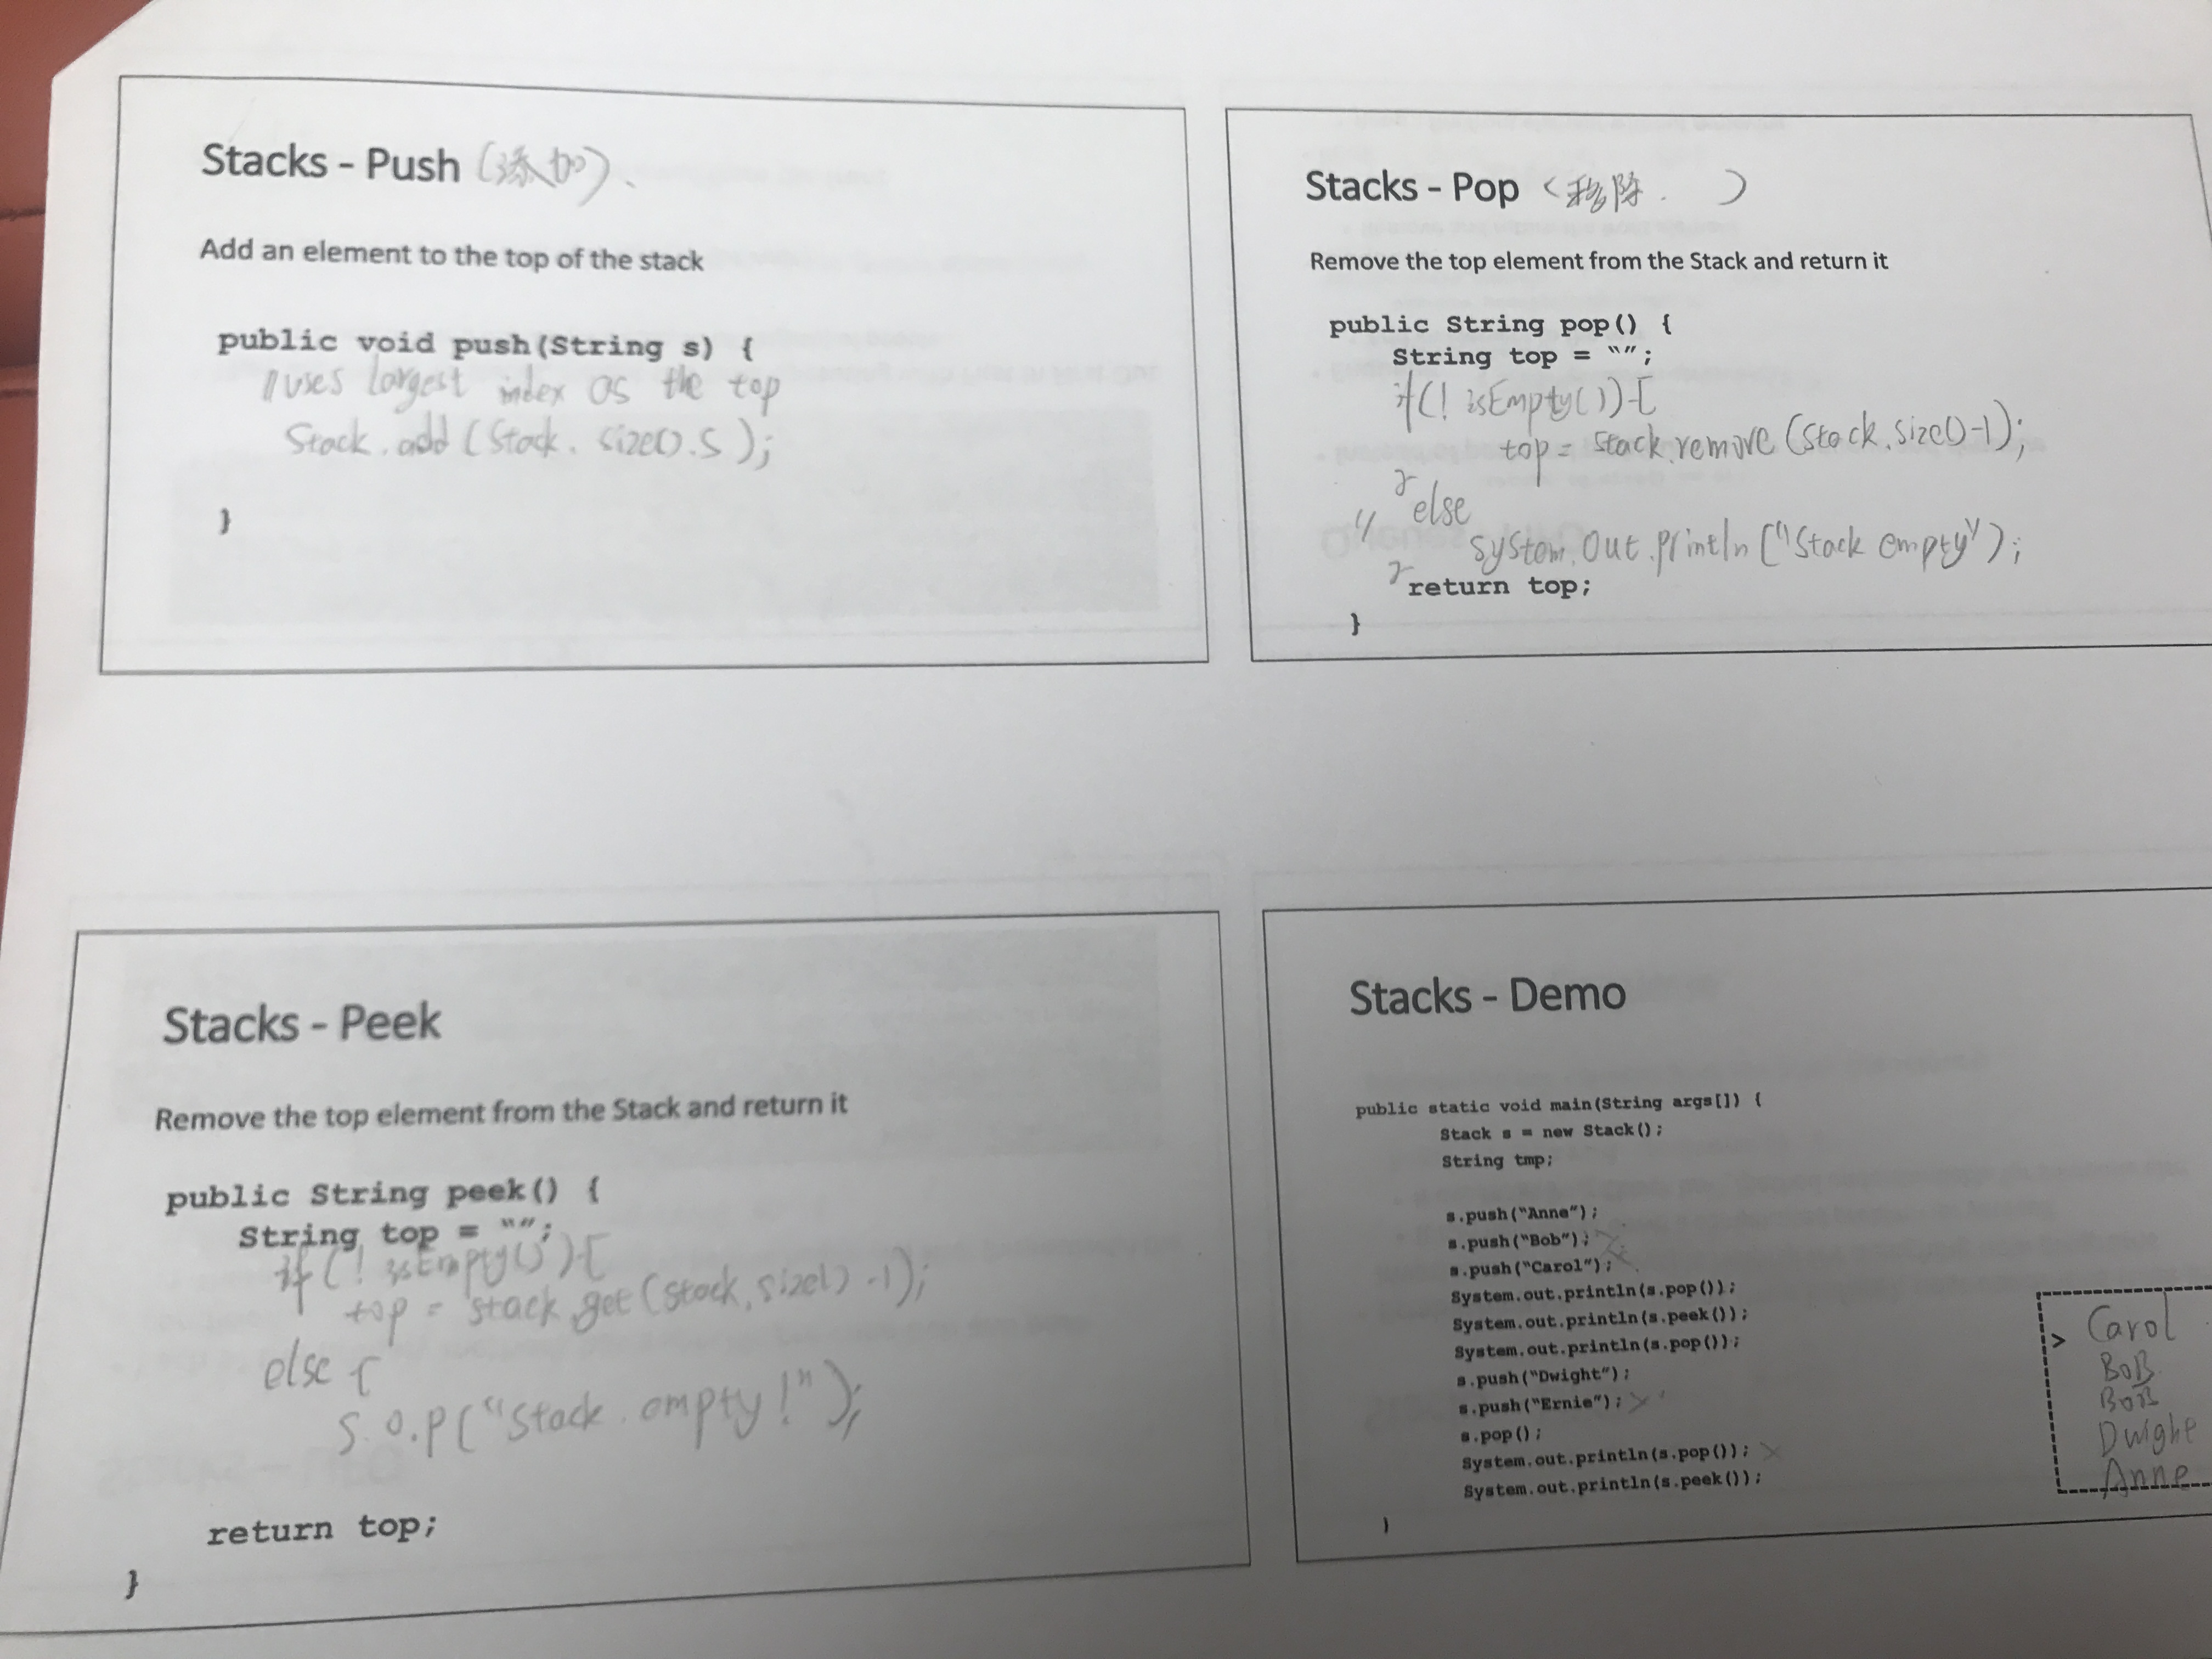 Stacks – Push (添加)、
Add an element to the top of the stack
public void push(String s) {
// uses largest index as the top
Stack.add(Stack.size().S);
}
Stacks – Pop <移除. )
Remove the top element from the Stack and return it
public String pop() {
String top = "";
if(! isEmpty()){
top = stack.remove(stack.size()-1);
else
System.out.println("Stack empty");
return top;
}
Stacks – Peek
Remove the top element from the Stack and return it
public String peek() {
String top = "";
if(! isEmpty()){
top = stack.get(stack.size() -1);
else {
S.O.P("Stack.empty!");
return top;
}
Stacks – Demo
public static void main(String args[]) {
Stack s = new Stack();
String tmp;
s.push("Anne");
s.push("Bob");
s.push("Carol");
System.out.println(s.pop());
System.out.println(s.peek());
System.out.println(s.pop());
s.push("Dwight");
s.push("Ernie");
s.pop();
System.out.println(s.pop());
System.out.println(s.peek());
}
> Carol
BOB
BOB
Dwight
Anne